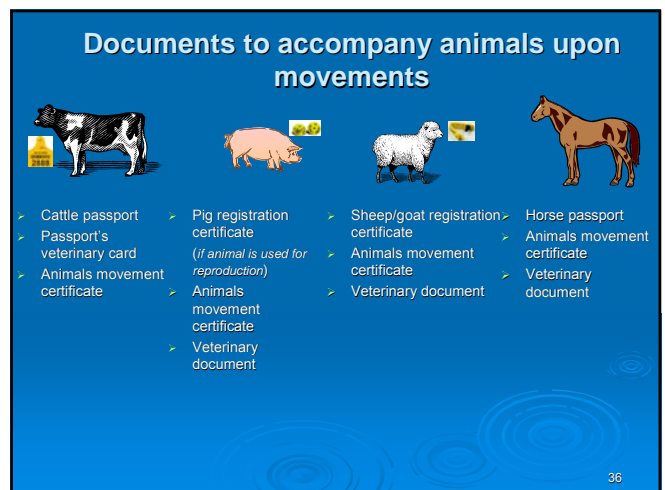 Documents to accompany animals upon
movements
2888
Cattle passport
Passport's
veterinary card
Animals movement
certificate
Pig registration
certificate
(if animal is used for
reproduction)
Animals
movement
certificate
Veterinary
document
Sheep/goat registration
certificate
Animals movement
certificate
Veterinary document
Horse passport
Animals movement
certificate
Veterinary
document
36